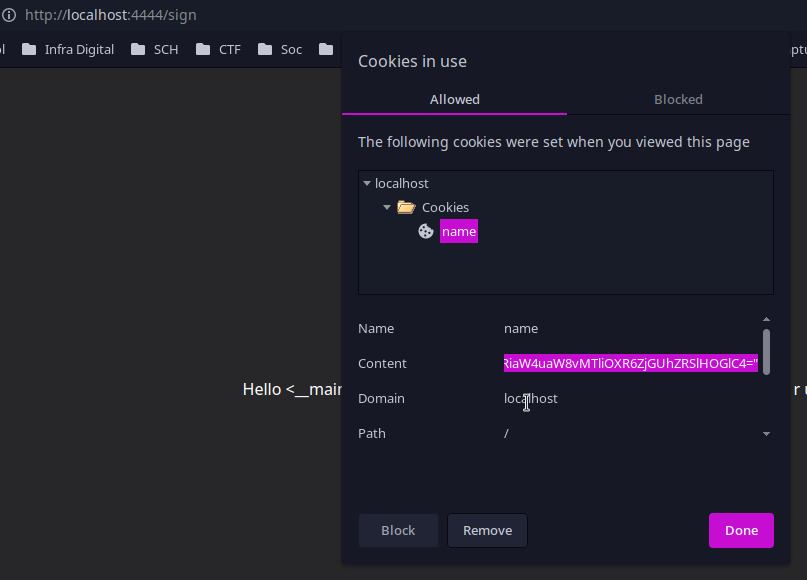 http://localhost:4444/sign
Infra Digital SCH CTF Soc
Cookies in use
Allowed Blocked
The following cookies were set when you viewed this page
localhost
Cookies
name
Name name
Content RiaW4uaW8vMTliOXR6ZjGUhZRSlHOGlC4="
Domain localhost
Path /
Hello <__main
Block Remove Done